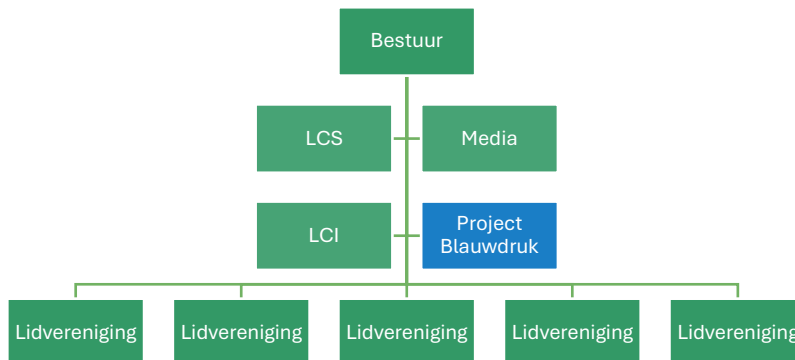 Bestuur
LCS
Media
LCI
Project
Blauwdruk
Lidvereniging
Lidvereniging
Lidvereniging
Lidvereniging
Lidvereniging